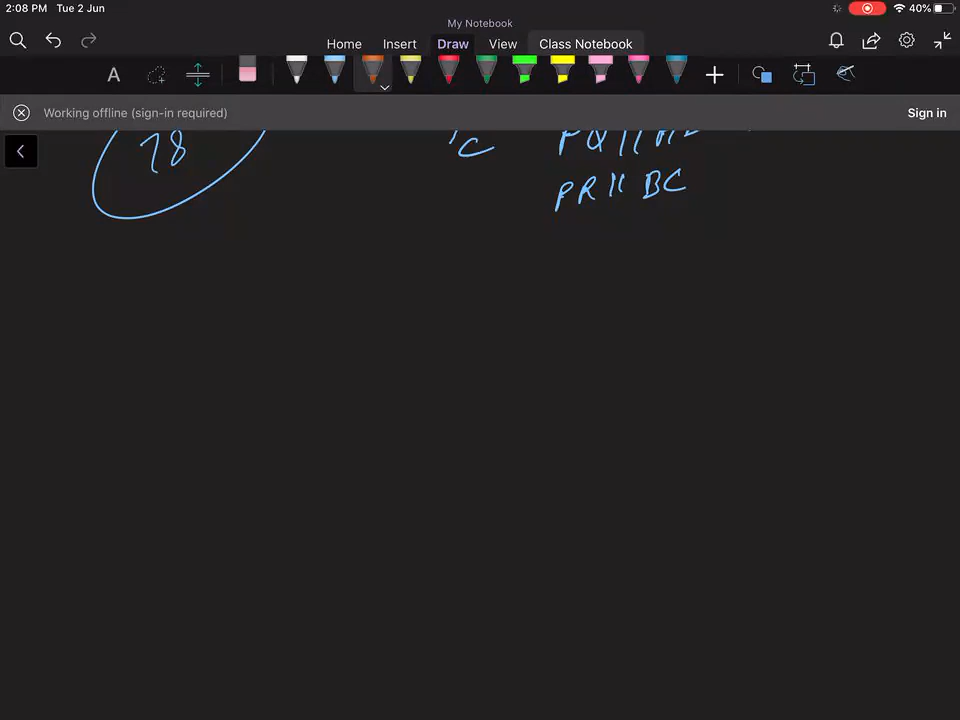 2:08 PM Tue 2 Jun
40%
My Notebook
Home Insert Draw View Class Notebook
A
Working offline (sign-in required) Sign in
78
C
PR || BC